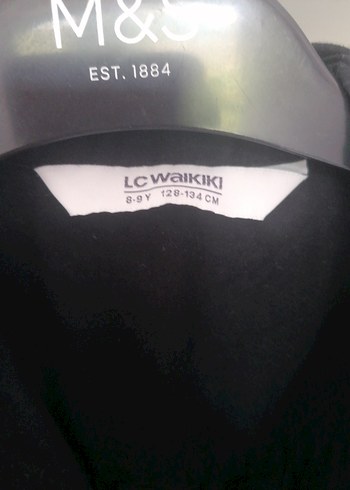 M&S
EST. 1884
LC WAIKIKI
8-9 Y 128-134 CM